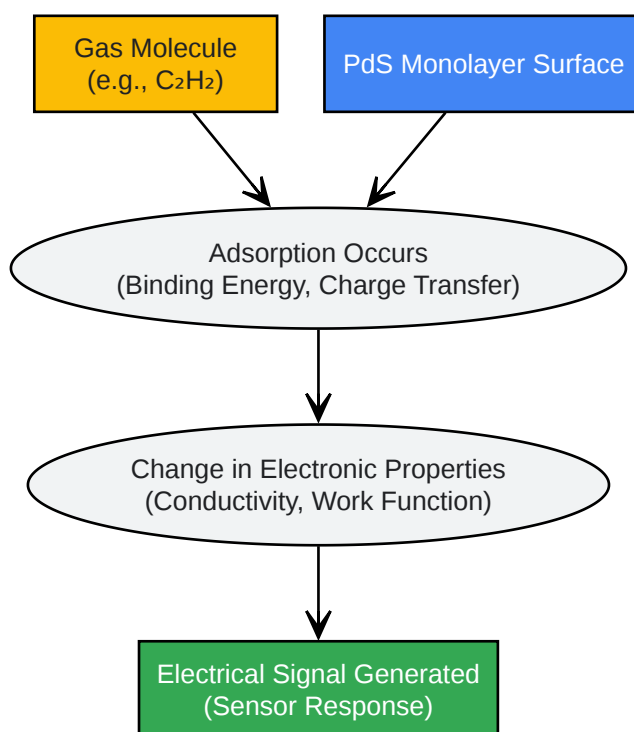 Gas Molecule
(e.g., C₂H₂)
PdS Monolayer Surface
Adsorption Occurs
(Binding Energy, Charge Transfer)
Change in Electronic Properties
(Conductivity, Work Function)
Electrical Signal Generated
(Sensor Response)